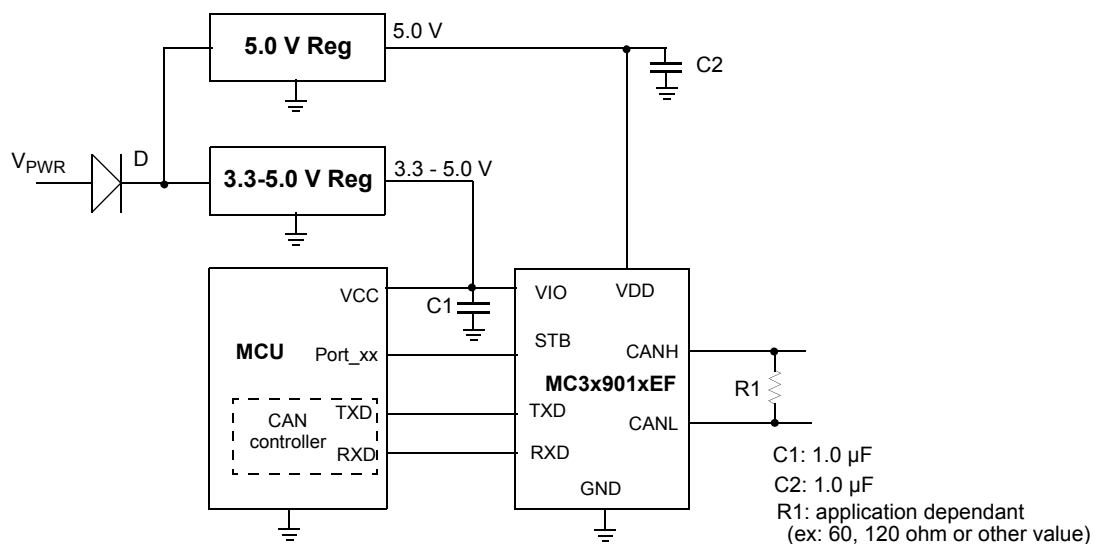 5.0 V Reg
5.0 V
C2
VPWR
D
3.3-5.0 V Reg
3.3 - 5.0 V
VCC
C1
VIO
VDD
MCU
Port_xx
STB
CANH
MC3x901xEF
R1
CAN
controller
TXD
TXD
CANL
RXD
RXD
GND
C1: 1.0 µF
C2: 1.0 µF
R1: application dependant
(ex: 60, 120 ohm or other value)